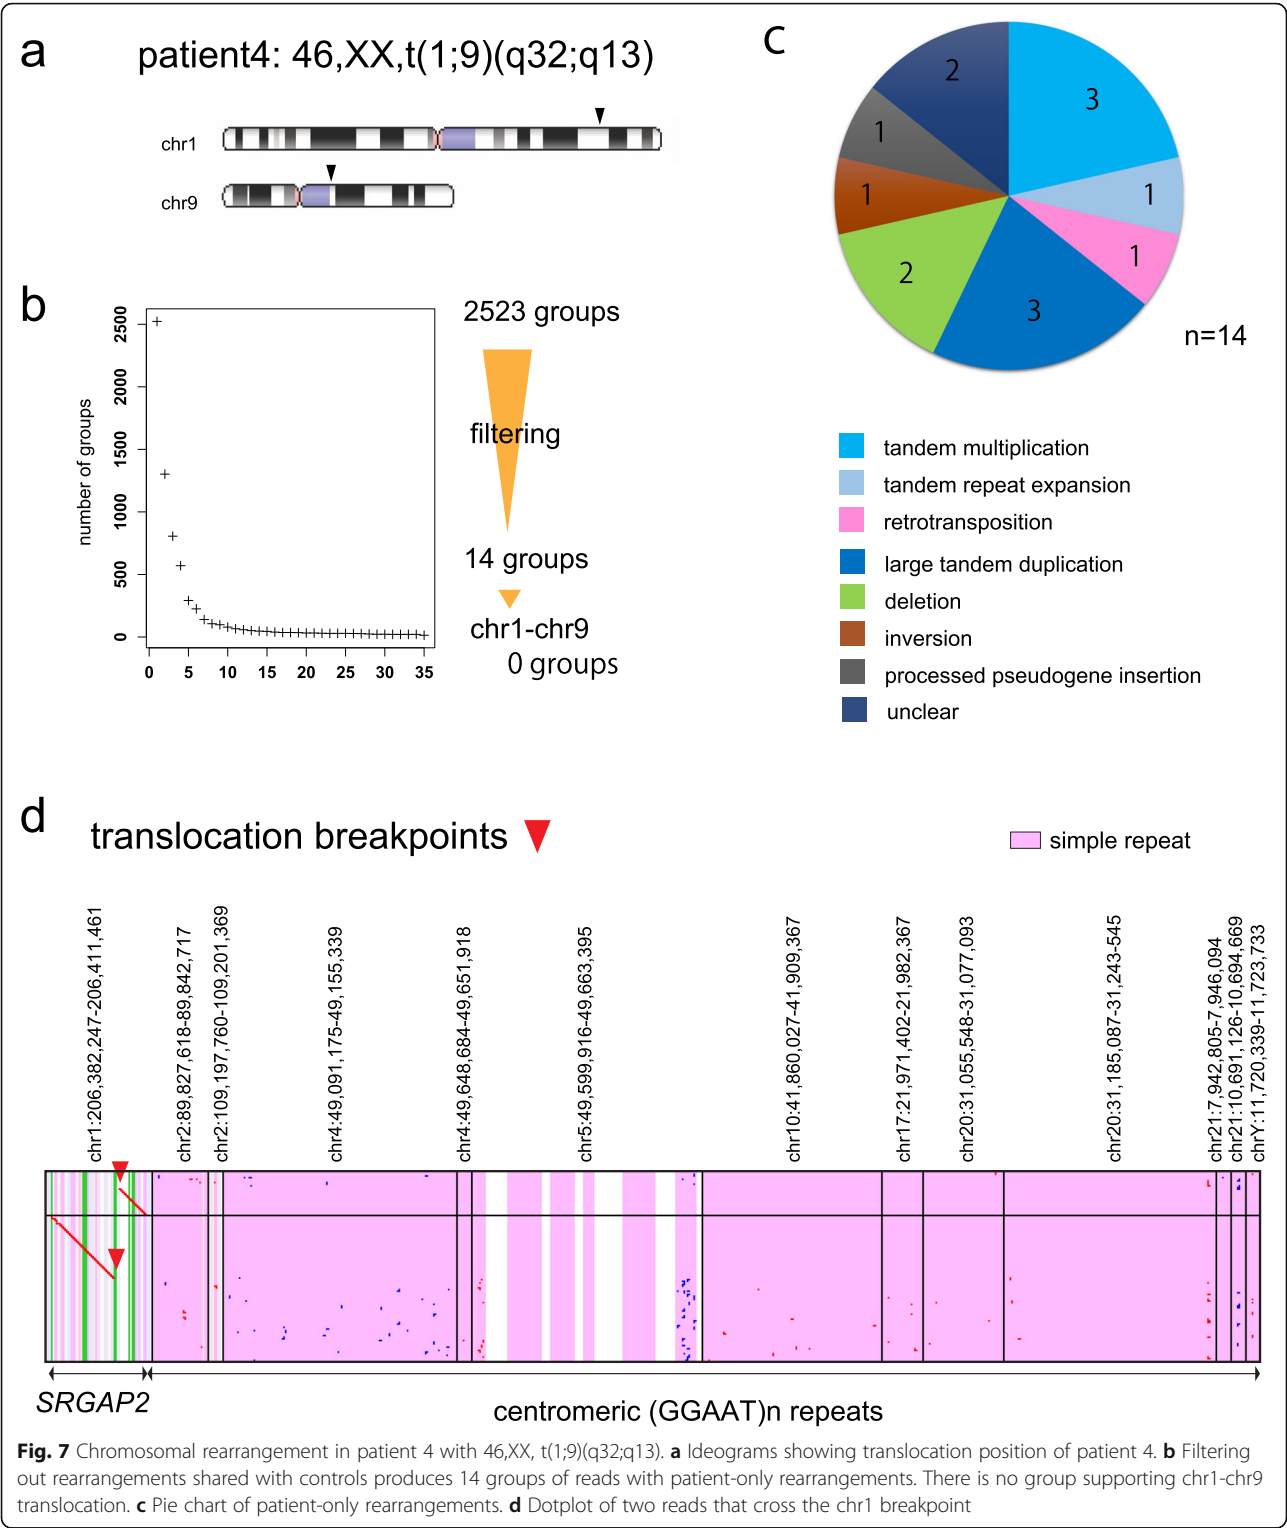 a
patient4: 46,XX,t(1;9)(q32;q13)
chr1
chr9
b
number of groups
2500
2000
1500
1000
500
0
0 5 10 15 20 25 30 35
2523 groups
filtering
14 groups
chr1-chr9
0 groups
c
2
3
1
1
1
1
2
3
n=14
tandem multiplication
tandem repeat expansion
retrotransposition
large tandem duplication
deletion
inversion
processed pseudogene insertion
unclear
d
translocation breakpoints
simple repeat
chr1:206,382,247-206,411,461
chr2:89,827,618-89,842,717
chr2:109,197,760-109,201,369
chr4:49,091,175-49,155,339
chr4:49,648,684-49,651,918
chr5:49,599,916-49,663,395
chr10:41,860,027-41,909,367
chr17:21,971,402-21,982,367
chr20:31,055,548-31,077,093
chr20:31,185,087-31,243-545
chr21:7,942,805-7,946,094
chr21:10,691,126-10,694,669
chrY:11,720,339-11,723,733
SRGAP2
centromeric (GGAAT)n repeats
Fig. 7 Chromosomal rearrangement in patient 4 with 46,XX, t(1;9)(q32;q13). a Ideograms showing translocation position of patient 4. b Filtering
out rearrangements shared with controls produces 14 groups of reads with patient-only rearrangements. There is no group supporting chr1-chr9
translocation. c Pie chart of patient-only rearrangements. d Dotplot of two reads that cross the chr1 breakpoint